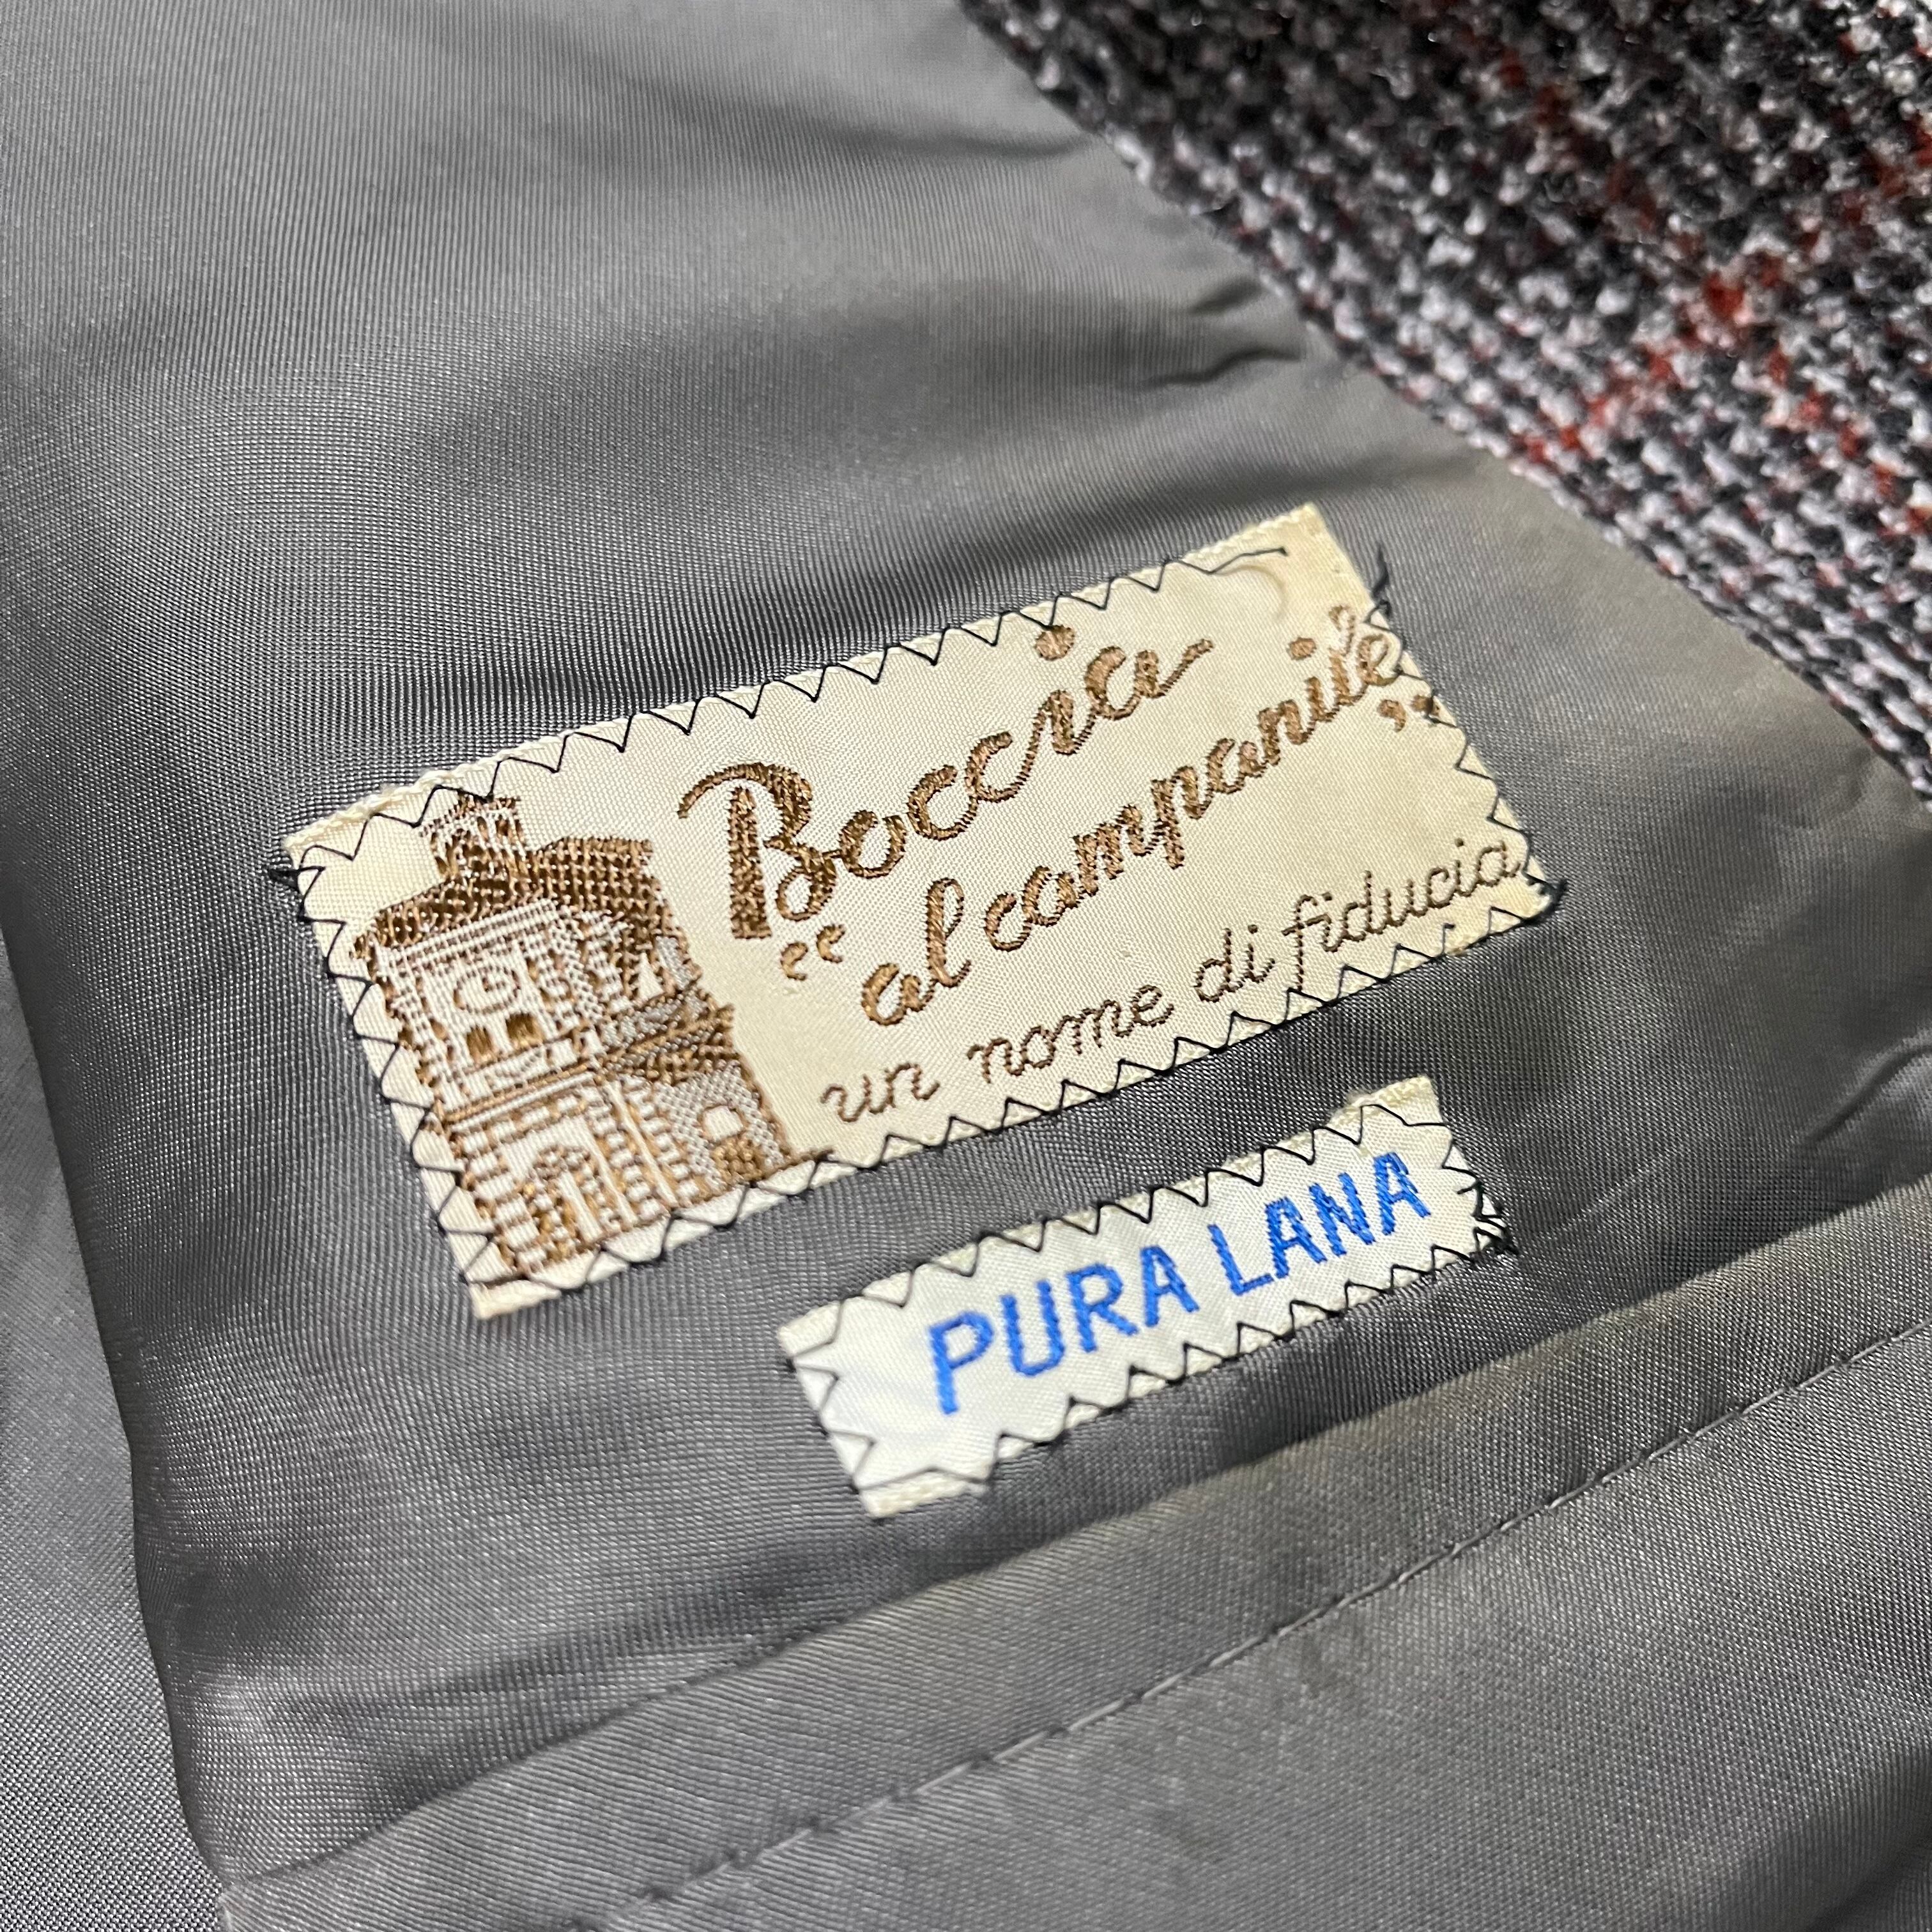 Boccia
"al campanile"
un nome di fiducia
PURA LANA